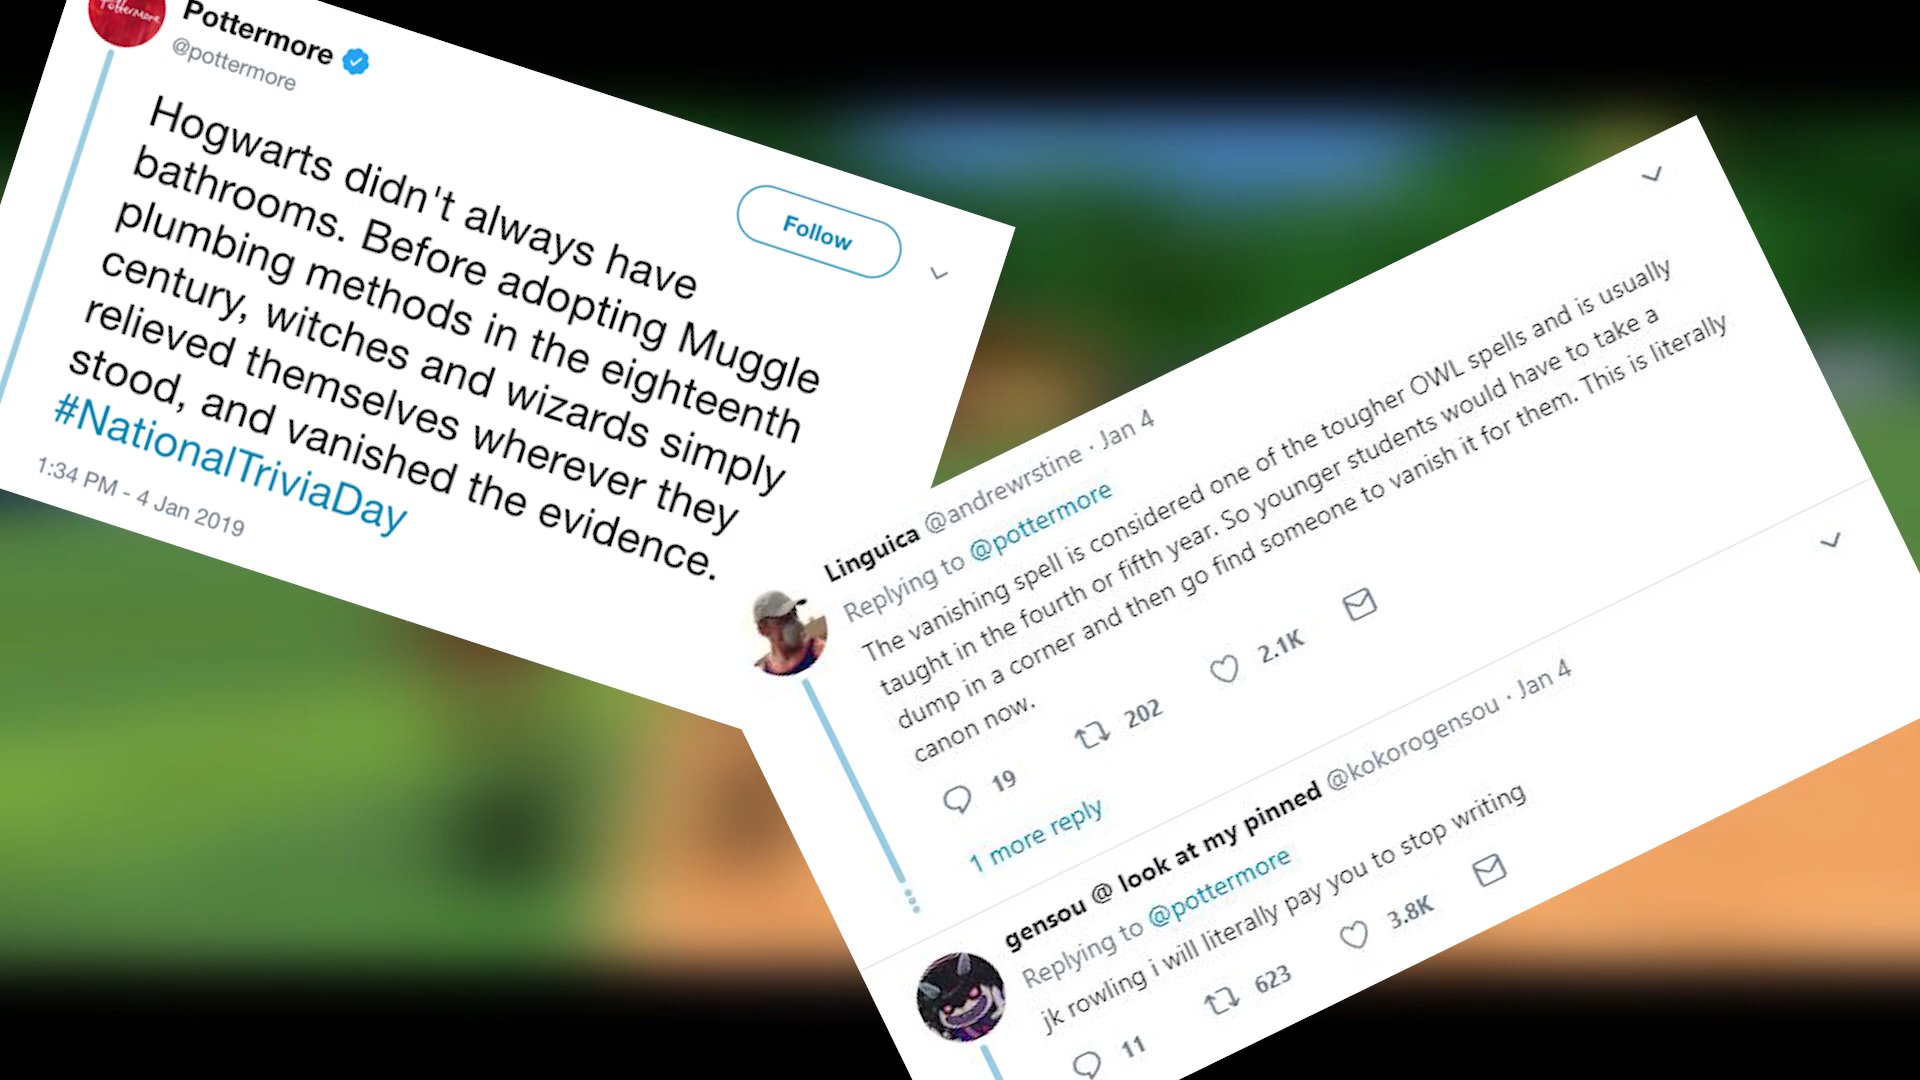 Pottermore
Pottermore
@pottermore
Follow
Hogwarts didn't always have
bathrooms. Before adopting Muggle
plumbing methods in the eighteenth
century, witches and wizards simply
relieved themselves wherever they
stood, and vanished the evidence.
#NationalTriviaDay
1:34 PM - 4 Jan 2019
Linguica @andrewrstine · Jan 4
Replying to @pottermore
The vanishing spell is considered one of the tougher OWL spells and is usually
taught in the fourth or fifth year. So younger students would have to take a
dump in a corner and then go find someone to vanish it for them. This is literally
canon now.
19 202 2.1K
1 more reply
gensou @ look at my pinned @kokorogensou · Jan 4
Replying to @pottermore
jk rowling i will literally pay you to stop writing
11 623 3.8K